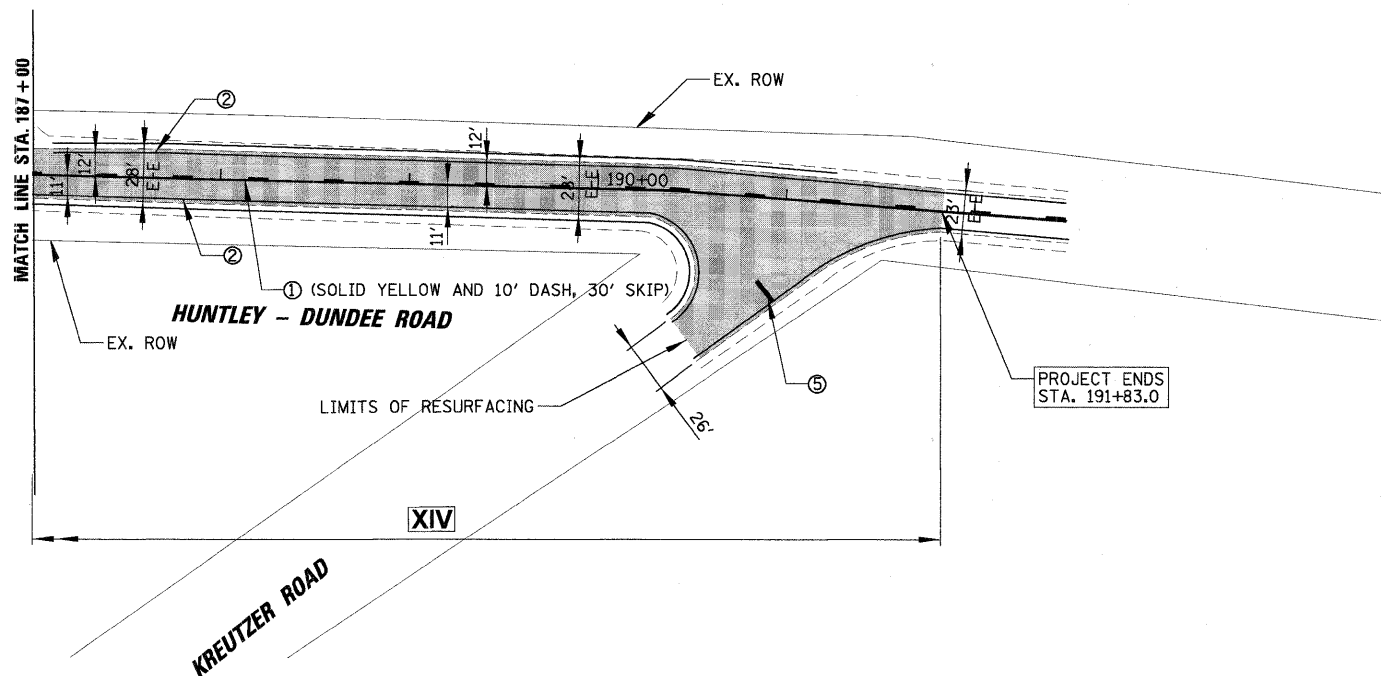 MATCH LINE STA. 187+00
EX. ROW
②
12'
11'
12'
28'
E-E
12'
28'
E-E
190+00
11'
28'
E-E
②
① (SOLID YELLOW AND 10' DASH, 30' SKIP)
HUNTLEY - DUNDEE ROAD
EX. ROW
LIMITS OF RESURFACING
26'
⑤
PROJECT ENDS
STA. 191+83.0
XIV
KREUTZER ROAD